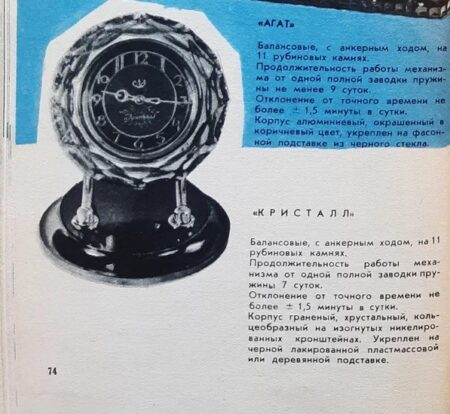 «АГАТ»
Балансовые, с анкерным ходом, на
11 рубиновых камнях.
Продолжительность работы механиз-
ма от одной полной заводки пружи-
ны не менее 9 суток.
Отклонение от точного времени не
более ± 1,5 минуты в сутки.
Корпус алюминиевый, окрашенный в
коричневый цвет, укреплен на фасон-
ной подставке из черного стекла.
«КРИСТАЛЛ»
Балансовые, с анкерным ходом, на 11
рубиновых камнях.
Продолжительность работы меха-
низма от одной полной заводки пру-
жины 7 суток.
Отклонение от точного времени не
более ± 1,5 минуты в сутки.
Корпус граненый, хрустальный, коль-
цеобразный на изогнутых никелиро-
ванных кронштейнах. Укреплен на
черной лакированной пластмассовой
или деревянной подставке.
74